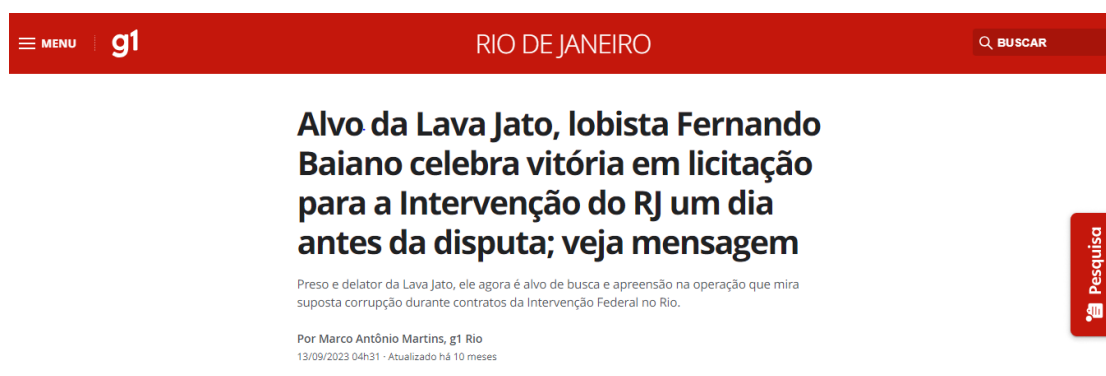 MENU g1 RIO DE JANEIRO BUSCAR
Alvo da Lava Jato, lobista Fernando
Baiano celebra vitória em licitação
para a Intervenção do RJ um dia
antes da disputa; veja mensagem
Preso e delator da Lava Jato, ele agora é alvo de busca e apreensão na operação que mira
suposta corrupção durante contratos da Intervenção Federal no Rio.
Por Marco Antônio Martins, g1 Rio
13/09/2023 04h31 · Atualizado há 10 meses
Pesquisa